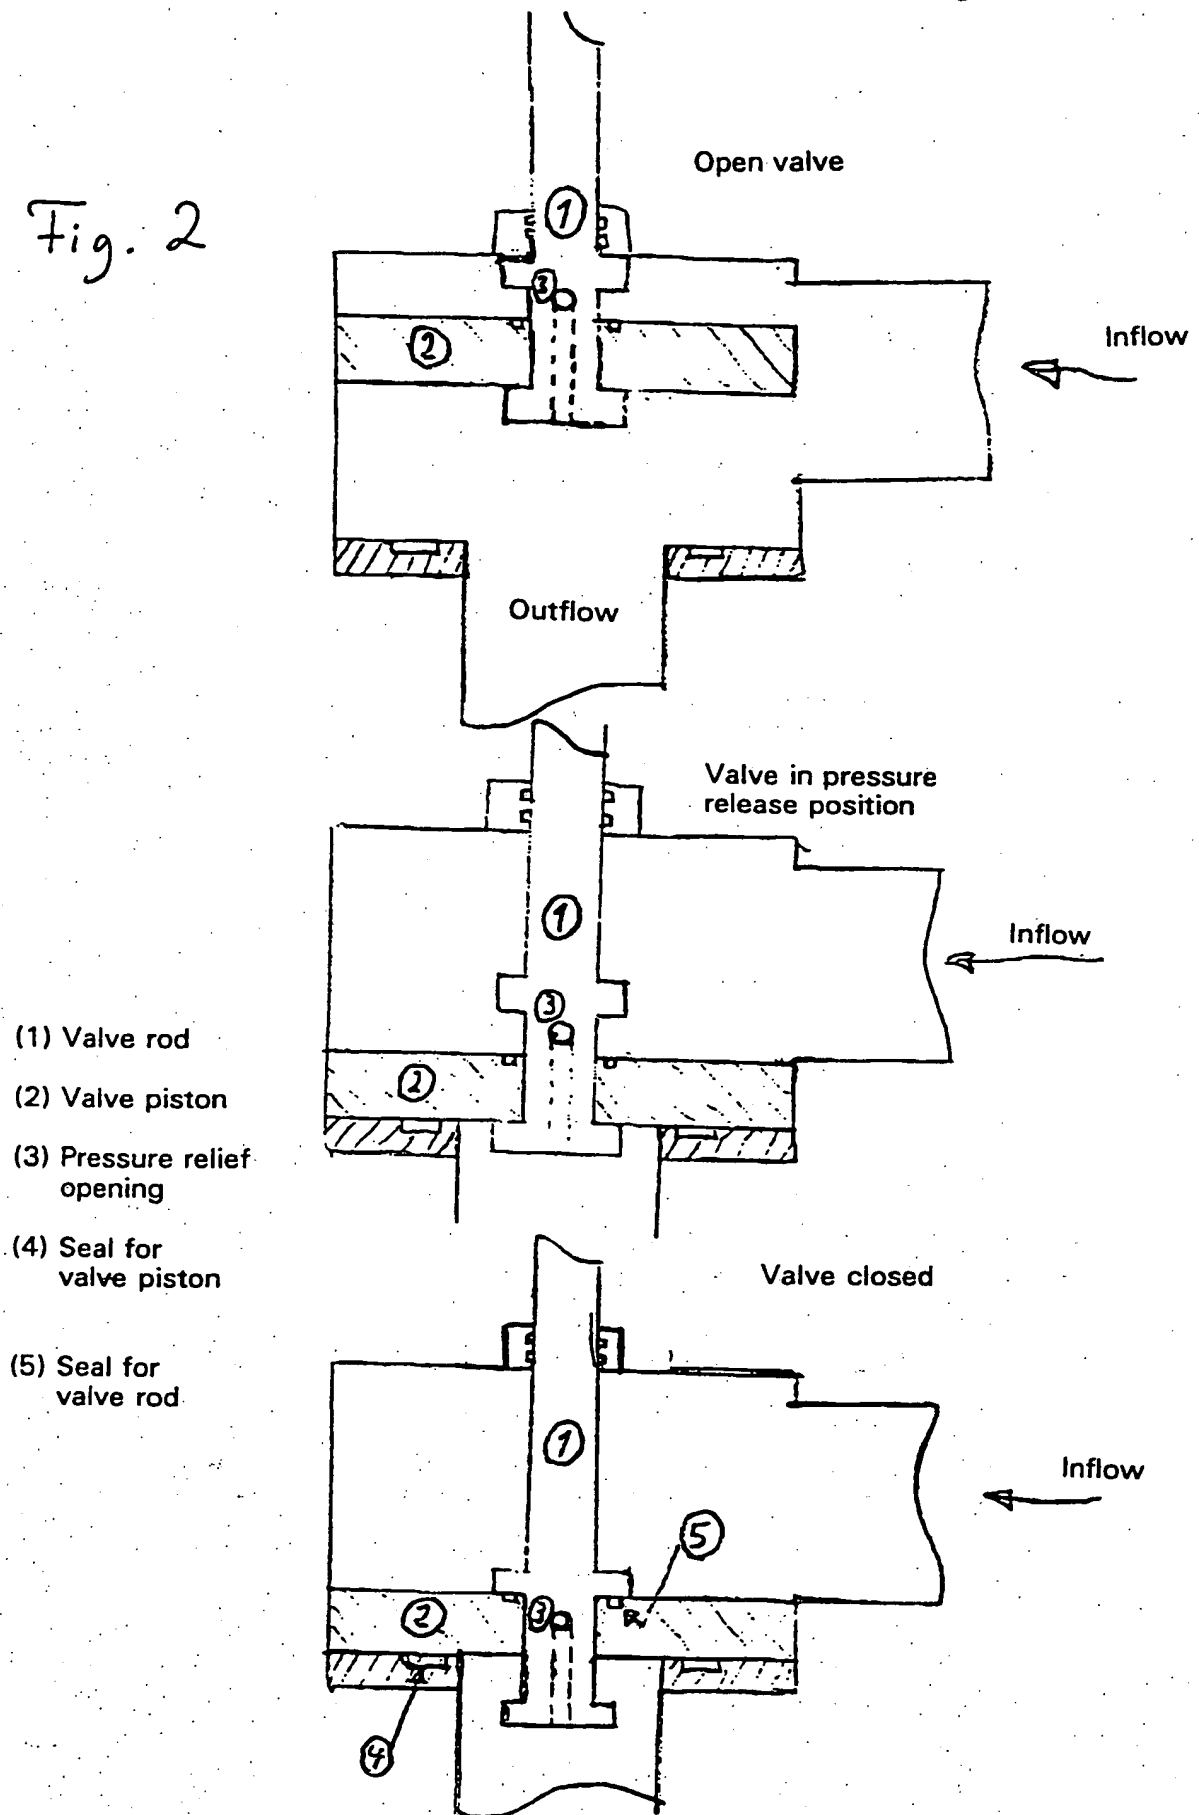 Open valve
Fig. 2
1
3
2
Inflow
Outflow
Valve in pressure
release position
1
Inflow
3
2
(1) Valve rod
(2) Valve piston
(3) Pressure relief
opening
(4) Seal for
valve piston
(5) Seal for
valve rod
Valve closed
1
Inflow
5
2
3
4